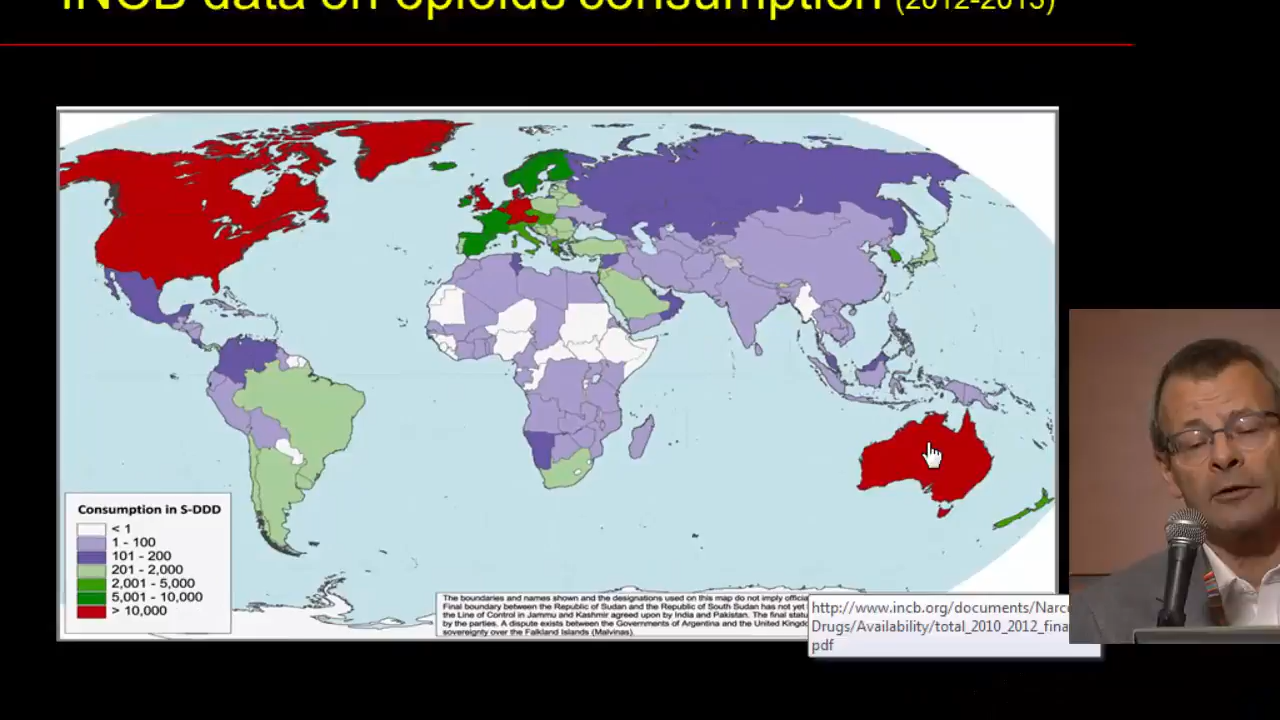 INCB data on opioids consumption (2012-2013)
Consumption in S-DDD
< 1
1 - 100
101 - 200
201 - 2,000
2,001 - 5,000
5,001 - 10,000
> 10,000
The boundaries and names shown and the designations used on this map do not imply
Final boundary between the Republic of Sudan and the Republic of South Sudan has not yet
the Line of Control in Jammu and Kashmir agreed upon by India and Pakistan. The final
by the parties. A dispute exists between the Governments of Argentina and the United
sovereignty over the Falkland Islands (Malvinas).
http://www.incb.org/documents/Narc
Drugs/Availability/total_2010_2012_fina
pdf